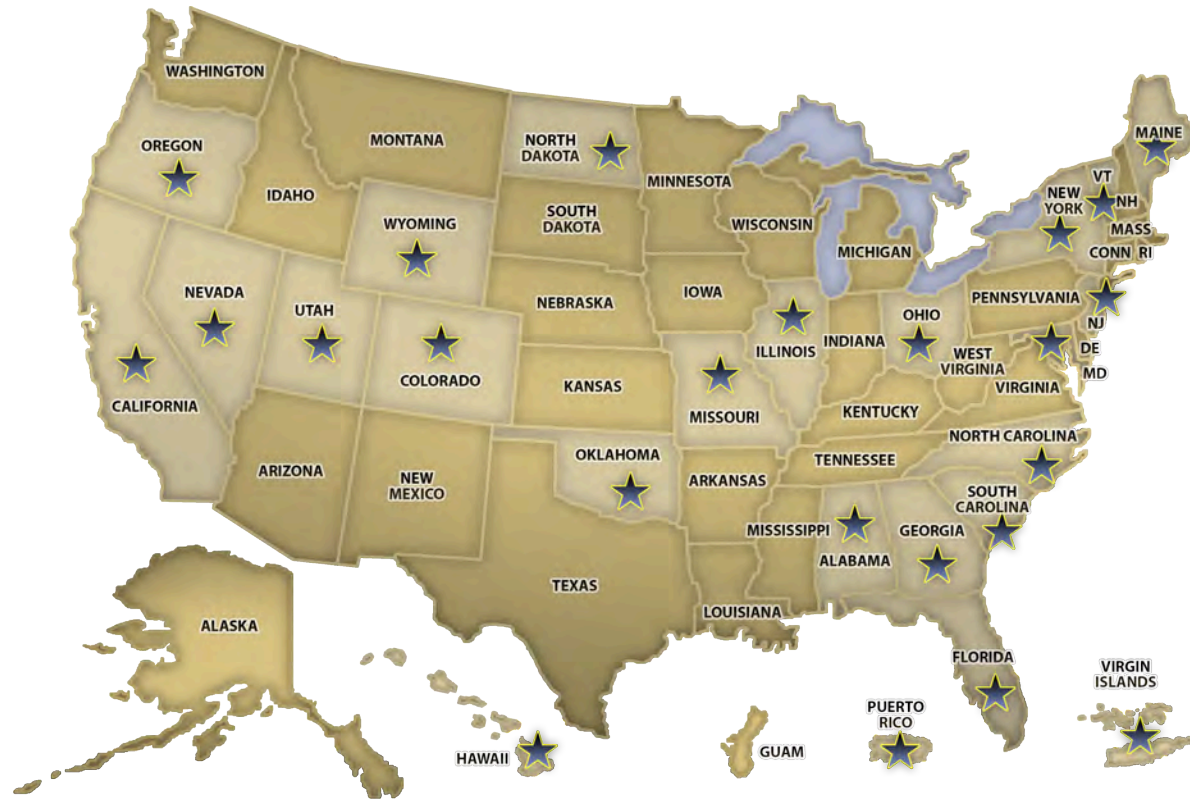 WASHINGTON
MAINE
MONTANA
NORTH
DAKOTA
OREGON
VT
MINNESOTA
IDAHO
NEW
YORK
NH
SOUTH
DAKOTA
WYOMING
WISCONSIN
MASS
MICHIGAN
CONN
RI
NEVADA
IOWA
NEBRASKA
PENNSYLVANIA
UTAH
OHIO
NJ
ILLINOIS
INDIANA
DE
WEST
VIRGINIA
MD
COLORADO
KANSAS
VIRGINIA
CALIFORNIA
MISSOURI
KENTUCKY
NORTH CAROLINA
OKLAHOMA
TENNESSEE
ARIZONA
NEW
MEXICO
ARKANSAS
SOUTH
CAROLINA
MISSISSIPPI
GEORGIA
ALABAMA
TEXAS
LOUISIANA
ALASKA
FLORIDA
VIRGIN
ISLANDS
PUERTO
RICO
HAWAII
GUAM